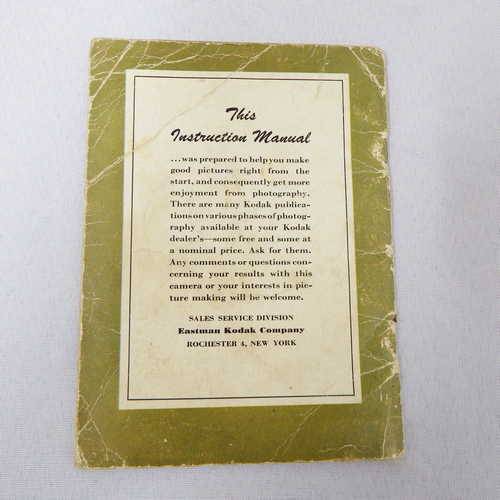 This
Instruction Manual
...was prepared to help you make
good pictures right from the
start, and consequently get more
enjoyment from photography.
There are many Kodak publica-
tions on various phases of photog-
raphy available at your Kodak
dealer's—some free and some at
a nominal price. Ask for them.
Any comments or questions con-
cerning your results with this
camera or your interests in pic-
ture making will be welcome.
SALES SERVICE DIVISION
Eastman Kodak Company
ROCHESTER 4, NEW YORK